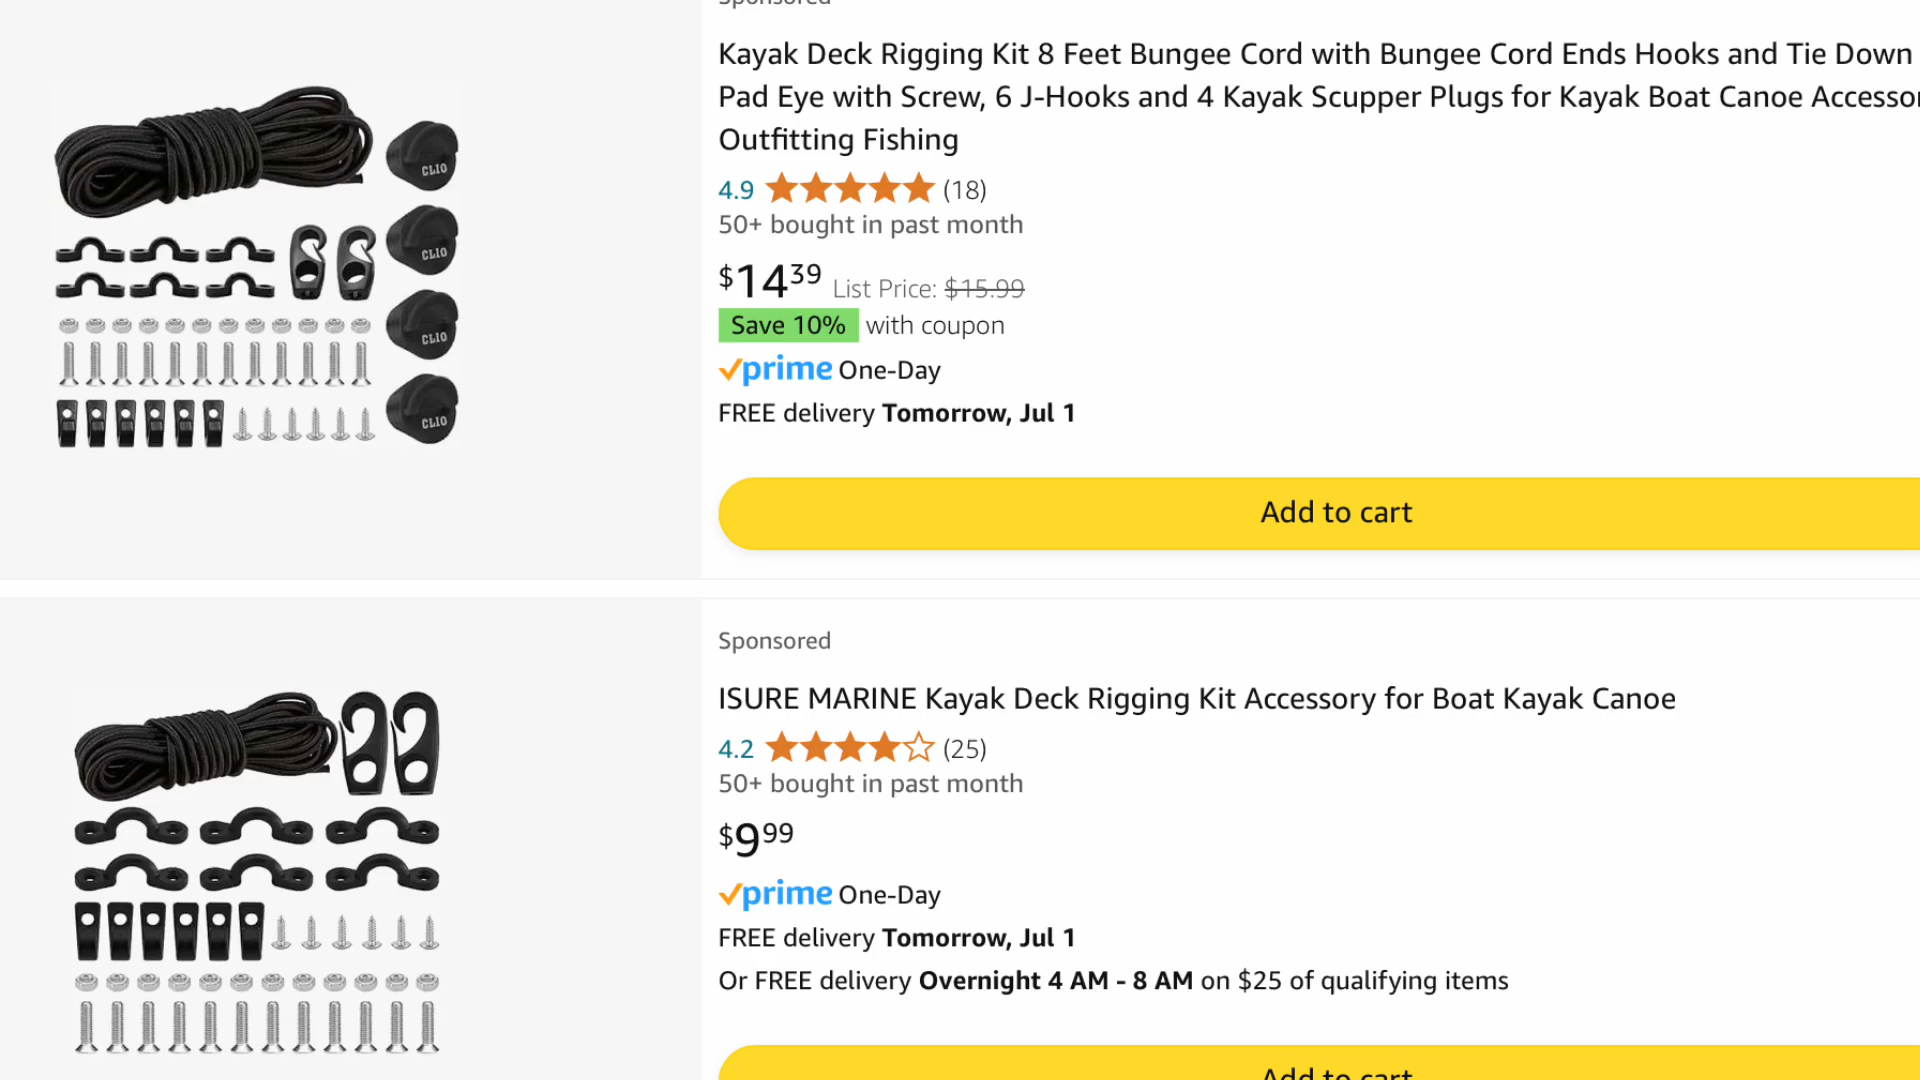 Sponsored
Kayak Deck Rigging Kit 8 Feet Bungee Cord with Bungee Cord Ends Hooks and Tie Down
Pad Eye with Screw, 6 J-Hooks and 4 Kayak Scupper Plugs for Kayak Boat Canoe
Outfitting Fishing
4.9 (18)
50+ bought in past month
$14.39 List Price: $15.99
Save 10% with coupon
prime One-Day
FREE delivery Tomorrow, Jul 1
Add to cart
CLIO
CLIO
CLIO
CLIO
Sponsored
ISURE MARINE Kayak Deck Rigging Kit Accessory for Boat Kayak Canoe
4.2 (25)
50+ bought in past month
$9.99
prime One-Day
FREE delivery Tomorrow, Jul 1
Or FREE delivery Overnight 4 AM - 8 AM on $25 of qualifying items
Add to cart